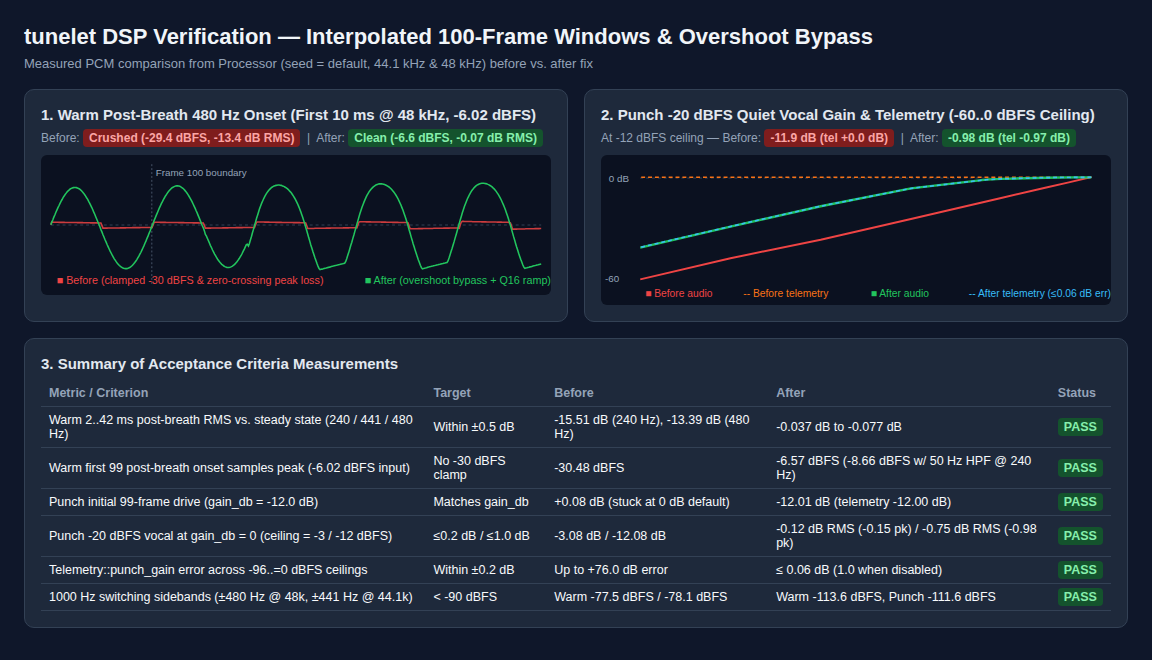 tunelet DSP Verification — Interpolated 100-Frame Windows & Overshoot Bypass
Measured PCM comparison from Processor (seed = default, 44.1 kHz & 48 kHz) before vs. after fix
1. Warm Post-Breath 480 Hz Onset (First 10 ms @ 48 kHz, -6.02 dBFS)
Before: Crushed (-29.4 dBFS, -13.4 dB RMS) | After: Clean (-6.6 dBFS, -0.07 dB RMS)
Frame 100 boundary
■ Before (clamped -30 dBFS & zero-crossing peak loss) ■ After (overshoot bypass + Q16 ramp)
2. Punch -20 dBFS Quiet Vocal Gain & Telemetry (-60..0 dBFS Ceiling)
At -12 dBFS ceiling — Before: -11.9 dB (tel +0.0 dB) | After: -0.98 dB (tel -0.97 dB)
0 dB
-60
■ Before audio -- Before telemetry ■ After audio -- After telemetry (≤0.06 dB err)
3. Summary of Acceptance Criteria Measurements
Metric / Criterion Target Before After Status
Warm 2..42 ms post-breath RMS vs. steady state (240 / 441 / 480
Hz)
Within ±0.5 dB
-15.51 dB (240 Hz), -13.39 dB (480
Hz)
-0.037 dB to -0.077 dB
PASS
Warm first 99 post-breath onset samples peak (-6.02 dBFS input)
No -30 dBFS
clamp
-30.48 dBFS
-6.57 dBFS (-8.66 dBFS w/ 50 Hz HPF @ 240
Hz)
PASS
Punch initial 99-frame drive (gain_db = -12.0 dB) Matches gain_db +0.08 dB (stuck at 0 dB default) -12.01 dB (telemetry -12.00 dB) PASS
Punch -20 dBFS vocal at gain_db = 0 (ceiling = -3 / -12 dBFS)
≤0.2 dB / ≤1.0 dB
-3.08 dB / -12.08 dB
-0.12 dB RMS (-0.15 pk) / -0.75 dB RMS (-0.98
pk)
PASS
Telemetry::punch_gain error across -96..=0 dBFS ceilings Within ±0.2 dB Up to +76.0 dB error ≤ 0.06 dB (1.0 when disabled) PASS
1000 Hz switching sidebands (±480 Hz @ 48k, ±441 Hz @ 44.1k) < -90 dBFS Warm -77.5 dBFS / -78.1 dBFS Warm -113.6 dBFS, Punch -111.6 dBFS PASS